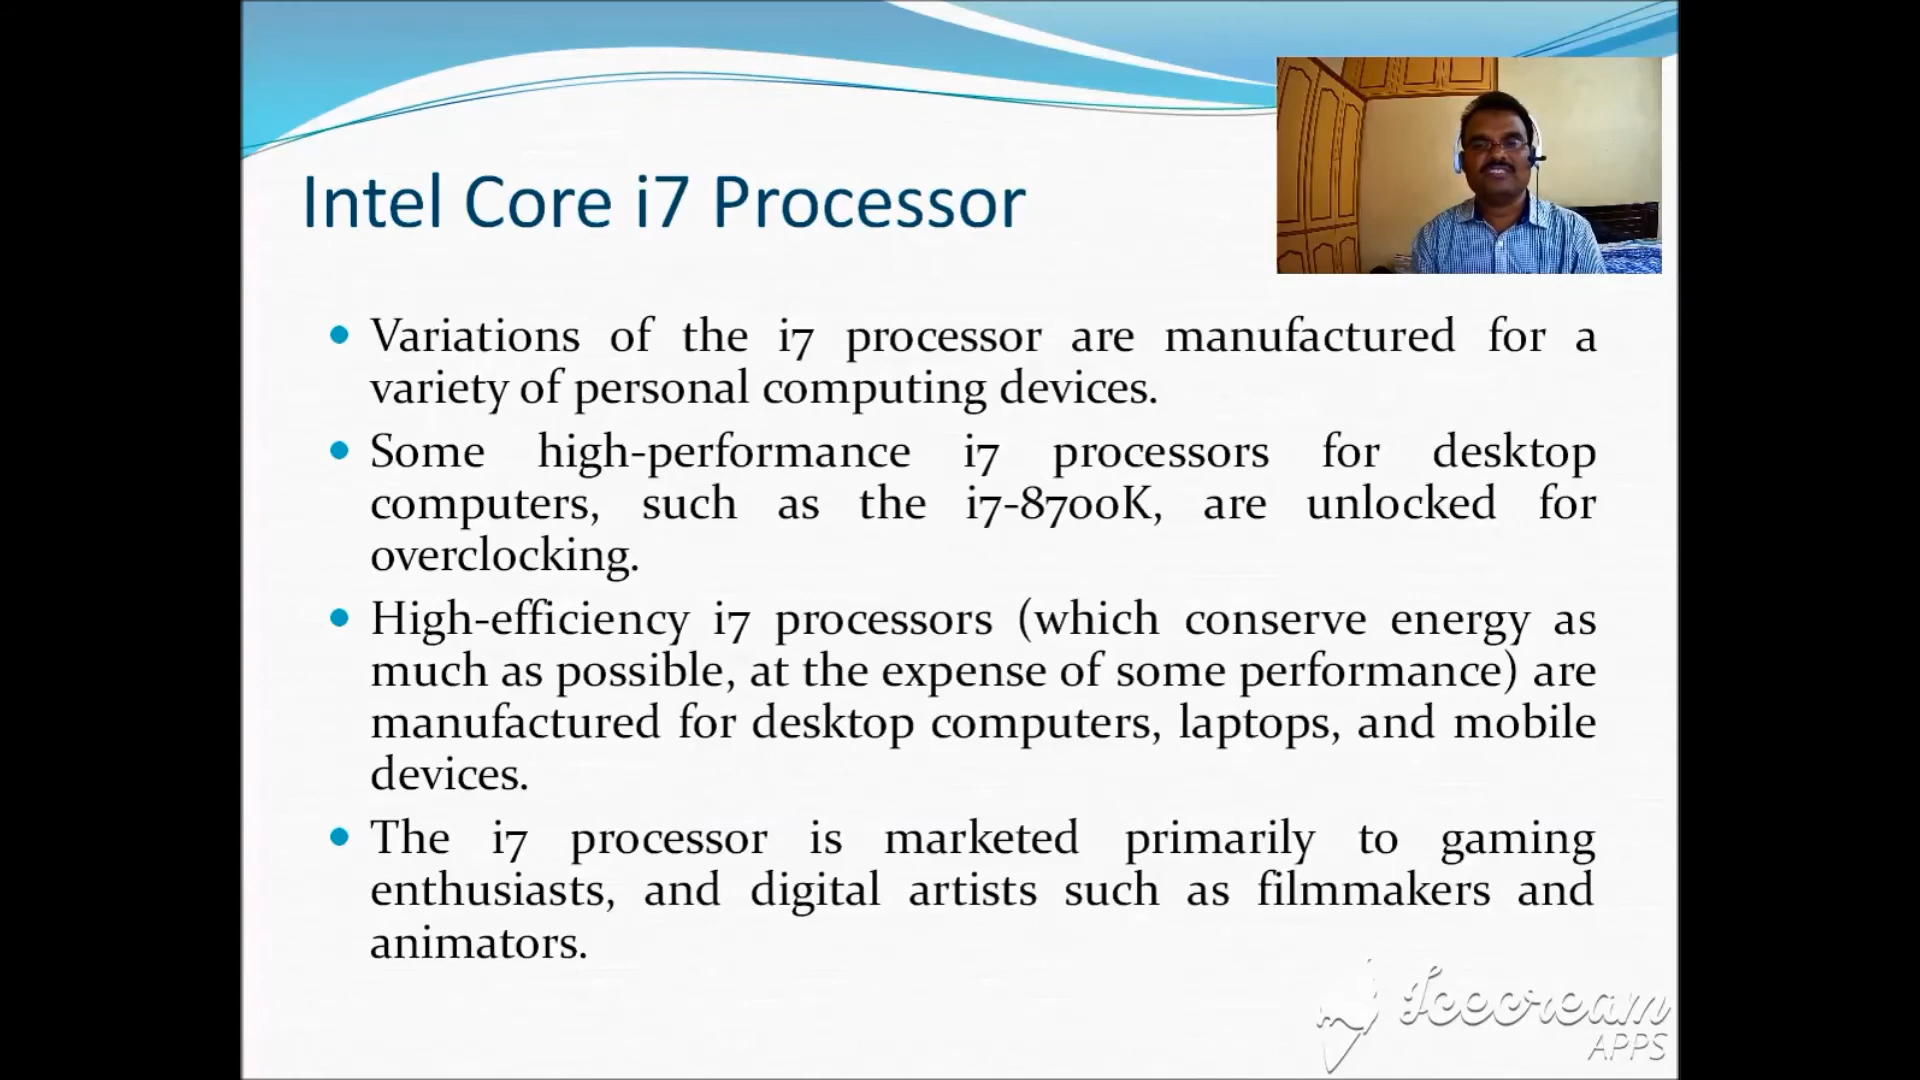 Intel Core i7 Processor
Variations of the i7 processor are manufactured for a
variety of personal computing devices.
Some high-performance i7 processors for desktop
computers, such as the i7-8700K, are unlocked for
overclocking.
High-efficiency i7 processors (which conserve energy as
much as possible, at the expense of some performance) are
manufactured for desktop computers, laptops, and mobile
devices.
The i7 processor is marketed primarily to gaming
enthusiasts, and digital artists such as filmmakers and
animators.
Icecream
APPS